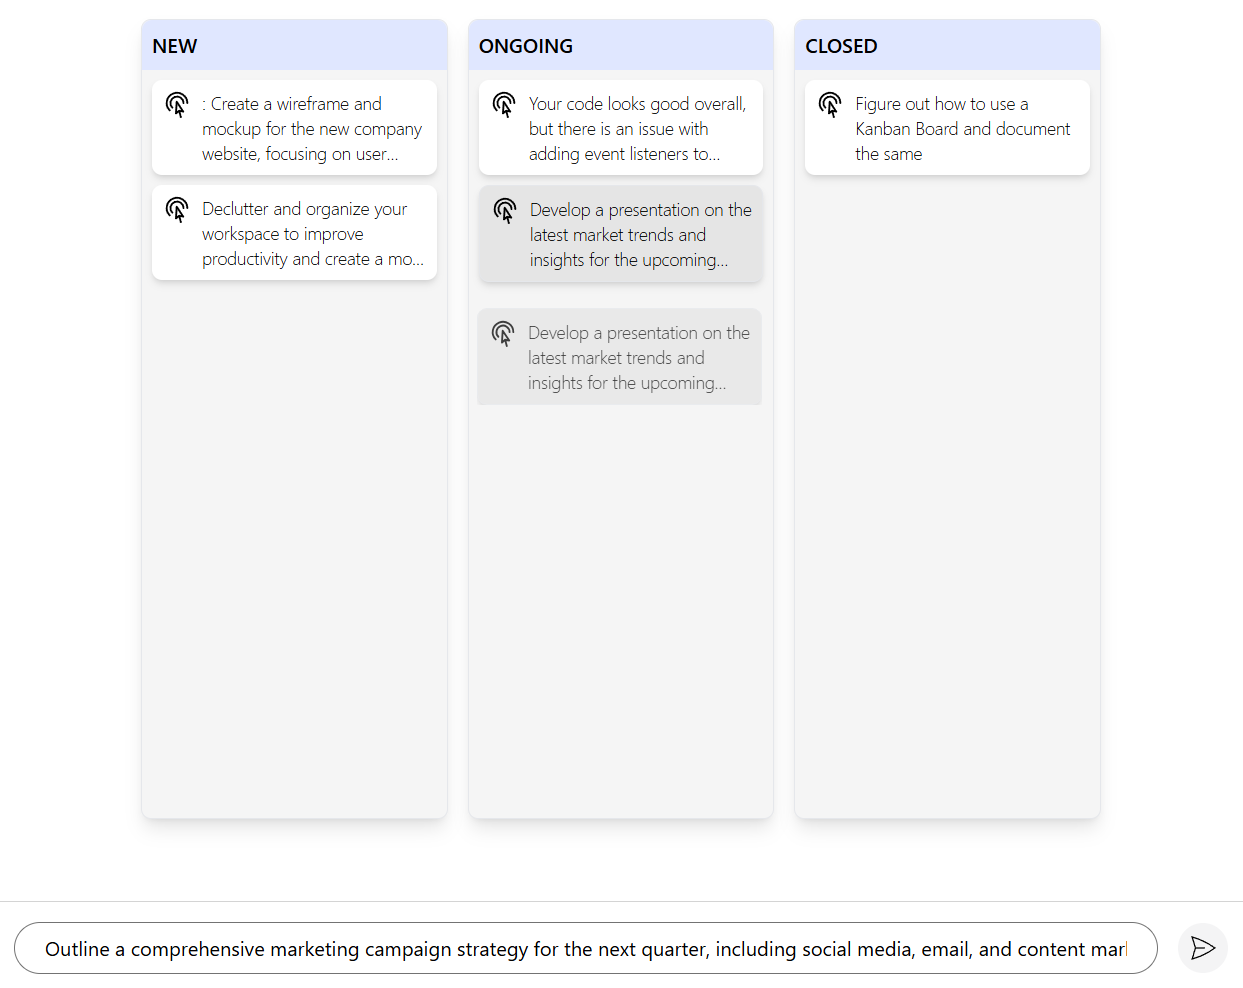 NEW
: Create a wireframe and
mockup for the new company
website, focusing on user...
Declutter and organize your
workspace to improve
productivity and create a mo...
ONGOING
Your code looks good overall,
but there is an issue with
adding event listeners to...
Develop a presentation on the
latest market trends and
insights for the upcoming...
Develop a presentation on the
latest market trends and
insights for the upcoming...
CLOSED
Figure out how to use a
Kanban Board and document
the same
Outline a comprehensive marketing campaign strategy for the next quarter, including social media, email, and content mar